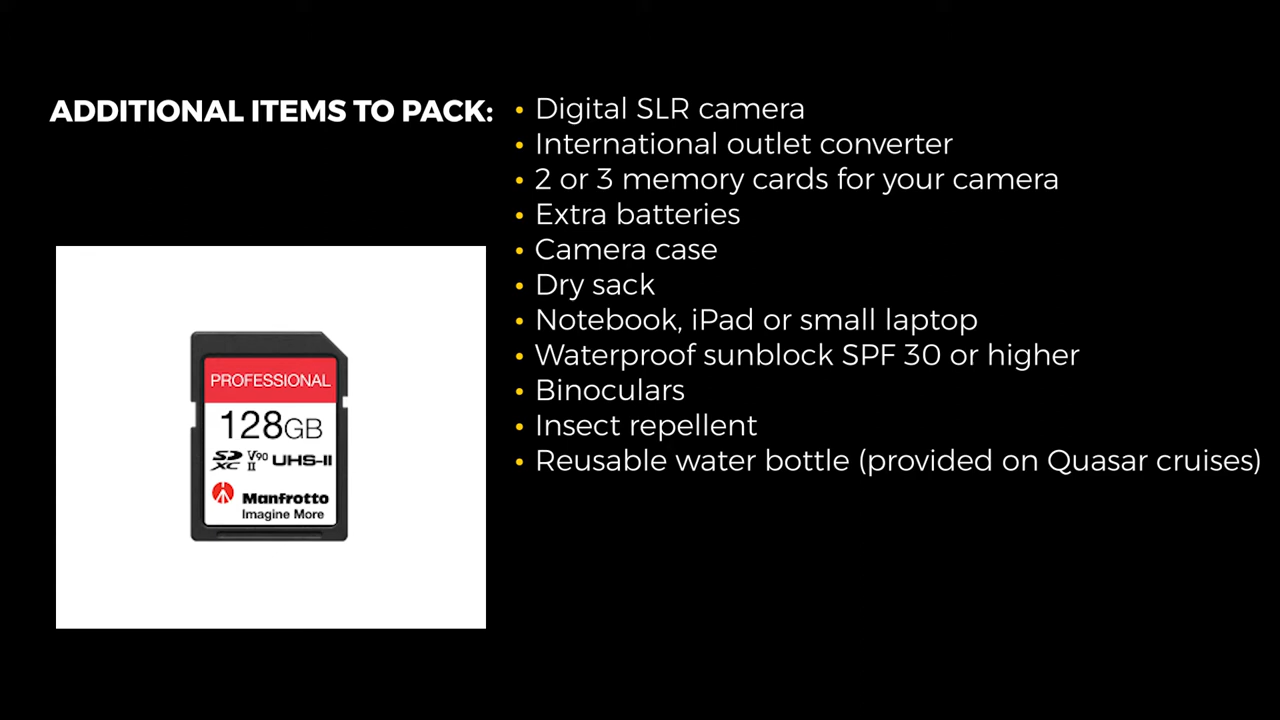 ADDITIONAL ITEMS TO PACK:
• Digital SLR camera
• International outlet converter
• 2 or 3 memory cards for your camera
• Extra batteries
• Camera case
• Dry sack
• Notebook, iPad or small laptop
• Waterproof sunblock SPF 30 or higher
• Binoculars
• Insect repellent
• Reusable water bottle (provided on Quasar cruises)
PROFESSIONAL
128GB
SD XC V90 II UHS-II
Manfrotto
Imagine More